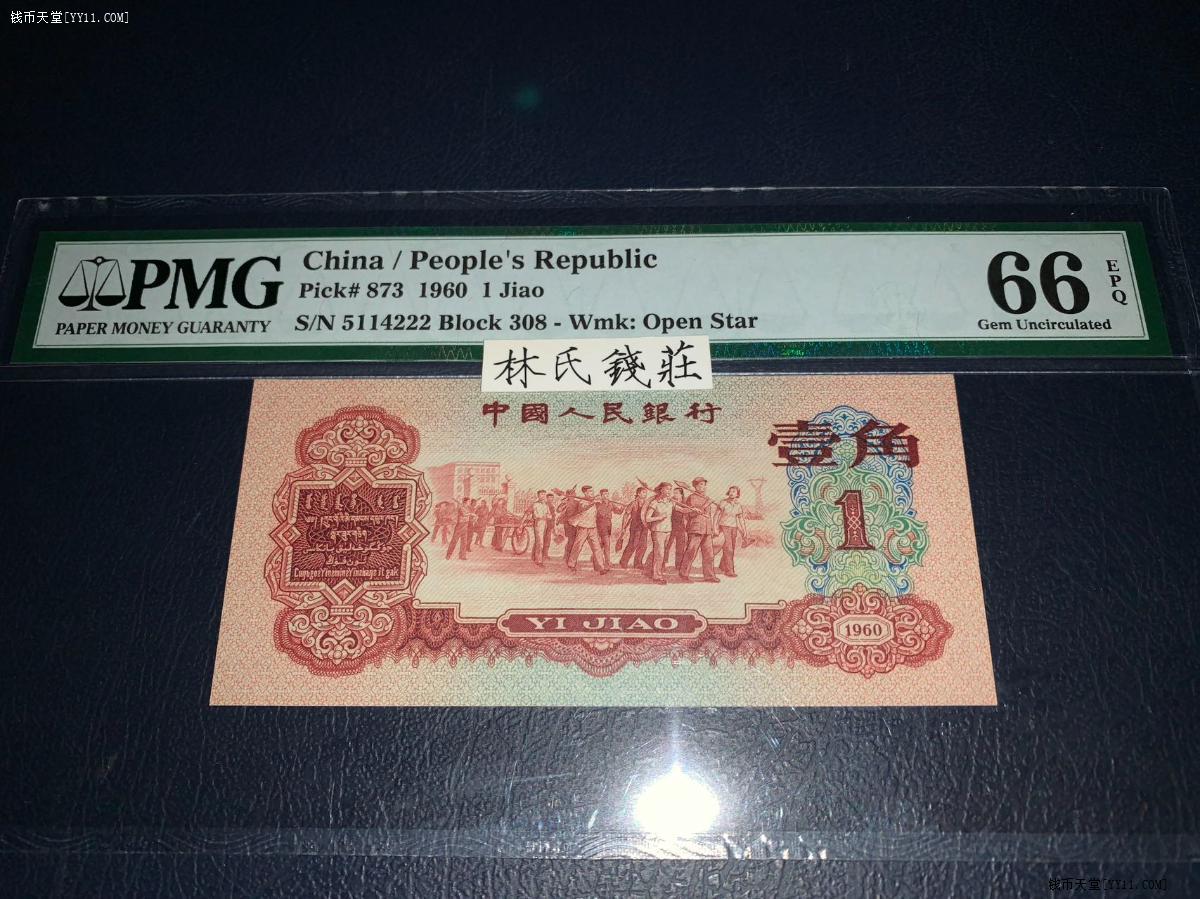 钱币天堂[YY11.COM]
PMG
PAPER MONEY GUARANTY
China / People's Republic
Pick# 873 1960 1 Jiao
S/N 5114222 Block 308 - Wmk: Open Star
66
EPQ
Gem Uncirculated
林氏錢莊
中國人民銀行
壹角
1
YI JIAO
1960
钱币天堂[YY11.COM]